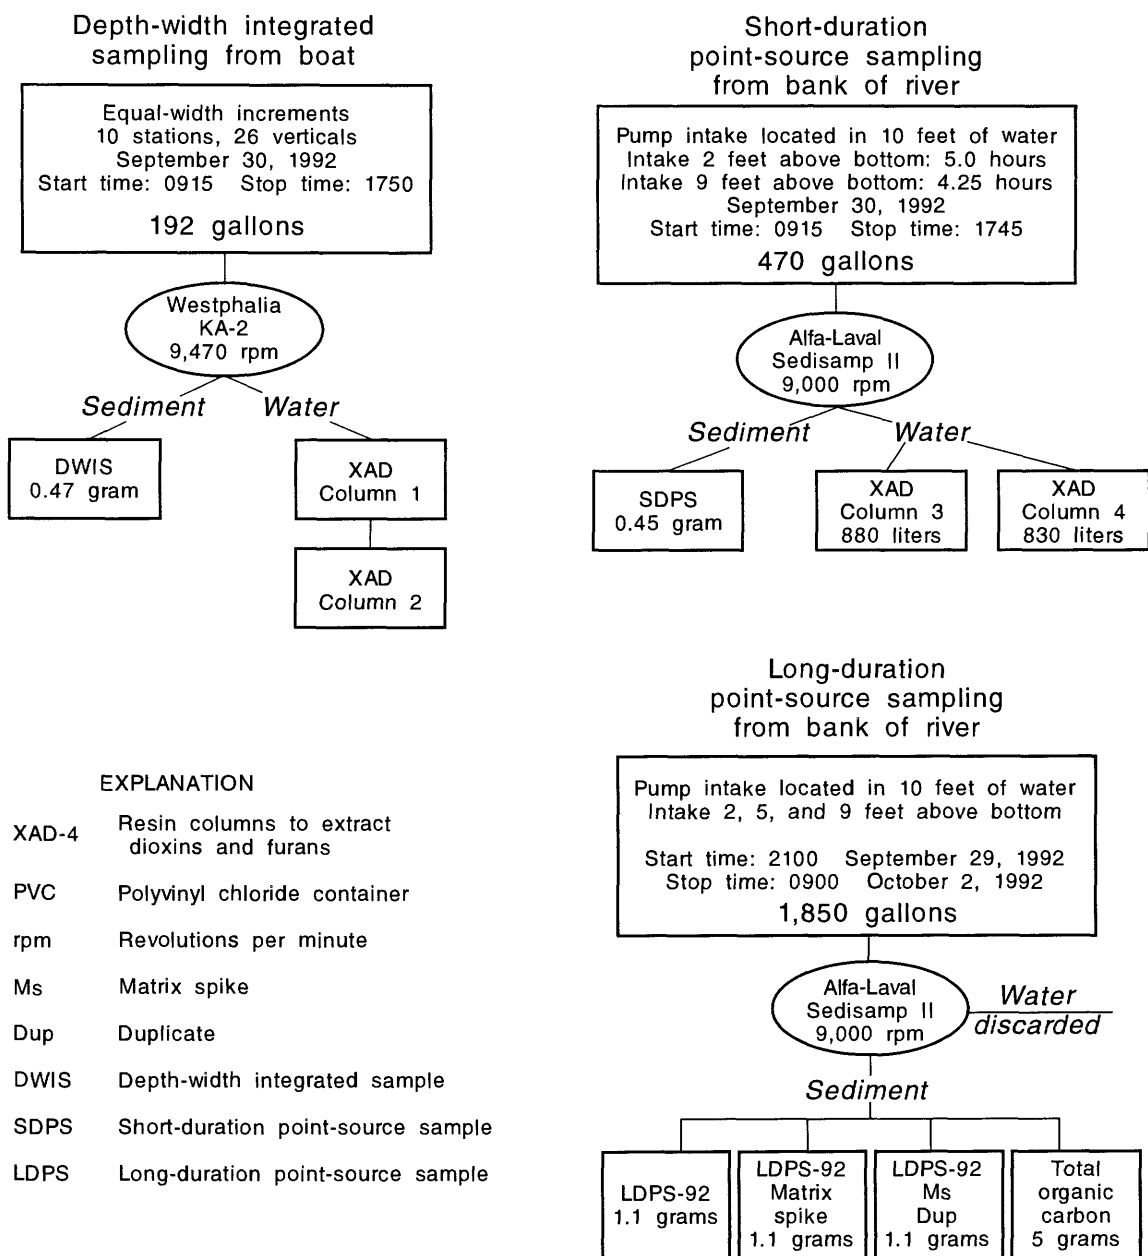 Depth-width integrated
sampling from boat
Equal-width increments
10 stations, 26 verticals
September 30, 1992
Start time: 0915 Stop time: 1750
192 gallons
Westphalia
KA-2
9,470 rpm
Sediment Water
DWIS
0.47 gram
XAD
Column 1
XAD
Column 2
Short-duration
point-source sampling
from bank of river
Pump intake located in 10 feet of water
Intake 2 feet above bottom: 5.0 hours
Intake 9 feet above bottom: 4.25 hours
September 30, 1992
Start time: 0915 Stop time: 1745
470 gallons
Alfa-Laval
Sedisamp II
9,000 rpm
Sediment Water
SDPS
0.45 gram
XAD
Column 3
880 liters
XAD
Column 4
830 liters
Long-duration
point-source sampling
from bank of river
Pump intake located in 10 feet of water
Intake 2, 5, and 9 feet above bottom
Start time: 2100 September 29, 1992
Stop time: 0900 October 2, 1992
1,850 gallons
Alfa-Laval
Sedisamp II
9,000 rpm
Water
discarded
Sediment
LDPS-92
1.1 grams
LDPS-92
Matrix
spike
1.1 grams
LDPS-92
Ms
Dup
1.1 grams
Total
organic
carbon
5 grams
EXPLANATION
XAD-4 Resin columns to extract
dioxins and furans
PVC Polyvinyl chloride container
rpm Revolutions per minute
Ms Matrix spike
Dup Duplicate
DWIS Depth-width integrated sample
SDPS Short-duration point-source sample
LDPS Long-duration point-source sample